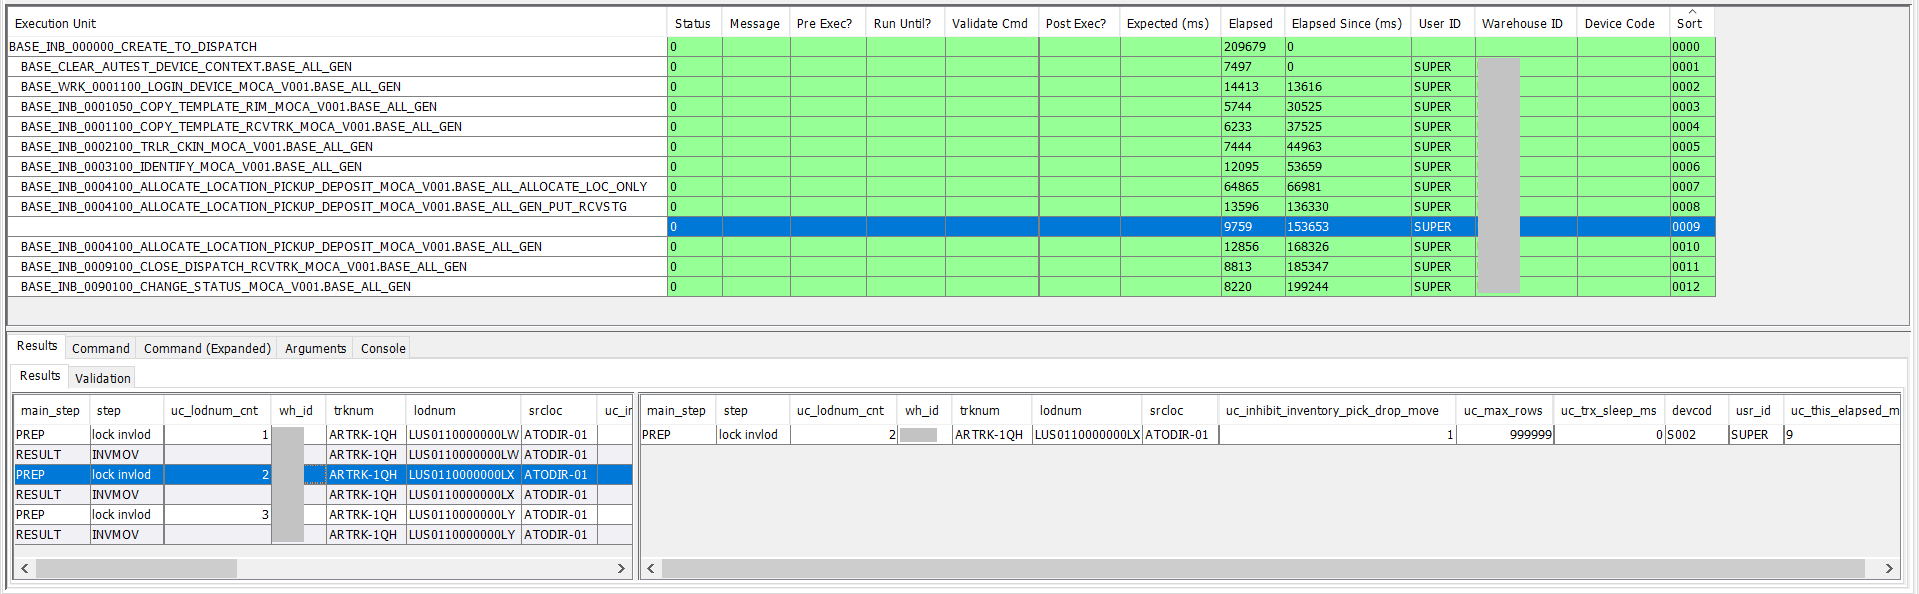 Execution Unit Status Message Pre Exec? Run Until? Validate Cmd Post Exec? Expected (ms) Elapsed Elapsed Since (ms) User ID Warehouse ID Device Code Sort
BASE_INB_000000_CREATE_TO_DISPATCH 0 209679 0 0000
BASE_CLEAR_AUTEST_DEVICE_CONTEXT.BASE_ALL_GEN 0 7497 0 SUPER 0001
BASE_WRK_0001100_LOGIN_DEVICE_MOCA_V001.BASE_ALL_GEN 0 14413 13616 SUPER 0002
BASE_INB_0001050_COPY_TEMPLATE_RIM_MOCA_V001.BASE_ALL_GEN 0 5744 30525 SUPER 0003
BASE_INB_0001100_COPY_TEMPLATE_RCVTRK_MOCA_V001.BASE_ALL_GEN 0 6233 37525 SUPER 0004
BASE_INB_0002100_TRLR_CKIN_MOCA_V001.BASE_ALL_GEN 0 7444 44963 SUPER 0005
BASE_INB_0003100_IDENTIFY_MOCA_V001.BASE_ALL_GEN 0 12095 53659 SUPER 0006
BASE_INB_0004100_ALLOCATE_LOCATION_PICKUP_DEPOSIT_MOCA_V001.BASE_ALL_ALLOCATE_LOC_ONLY 0 64865 66981 SUPER 0007
BASE_INB_0004100_ALLOCATE_LOCATION_PICKUP_DEPOSIT_MOCA_V001.BASE_ALL_GEN_PUT_RCVSTG 0 13596 136330 SUPER 0008
0 9759 153653 SUPER 0009
BASE_INB_0004100_ALLOCATE_LOCATION_PICKUP_DEPOSIT_MOCA_V001.BASE_ALL_GEN 0 12856 168326 SUPER 0010
BASE_INB_0009100_CLOSE_DISPATCH_RCVTRK_MOCA_V001.BASE_ALL_GEN 0 8813 185347 SUPER 0011
BASE_INB_0090100_CHANGE_STATUS_MOCA_V001.BASE_ALL_GEN 0 8220 199244 SUPER 0012
Results Command Command (Expanded) Arguments Console
Results Validation
main_step step uc_lodnum_cnt wh_id trknum lodnum srcloc uc_ir
PREP lock invlod 1 ARTRK-1QH LUS0110000000LW ATODIR-01
RESULT INVMOV ARTRK-1QH LUS0110000000LW ATODIR-01
PREP lock invlod 2 ARTRK-1QH LUS0110000000LX ATODIR-01
RESULT INVMOV ARTRK-1QH LUS0110000000LX ATODIR-01
PREP lock invlod 3 ARTRK-1QH LUS0110000000LY ATODIR-01
RESULT INVMOV ARTRK-1QH LUS0110000000LY ATODIR-01
main_step step uc_lodnum_cnt wh_id trknum lodnum srcloc uc_inhibit_inventory_pick_drop_move uc_max_rows uc_trx_sleep_ms devcod usr_id uc_this_elapsed_m
PREP lock invlod 2 ARTRK-1QH LUS0110000000LX ATODIR-01 1 999999 0 S002 SUPER 9